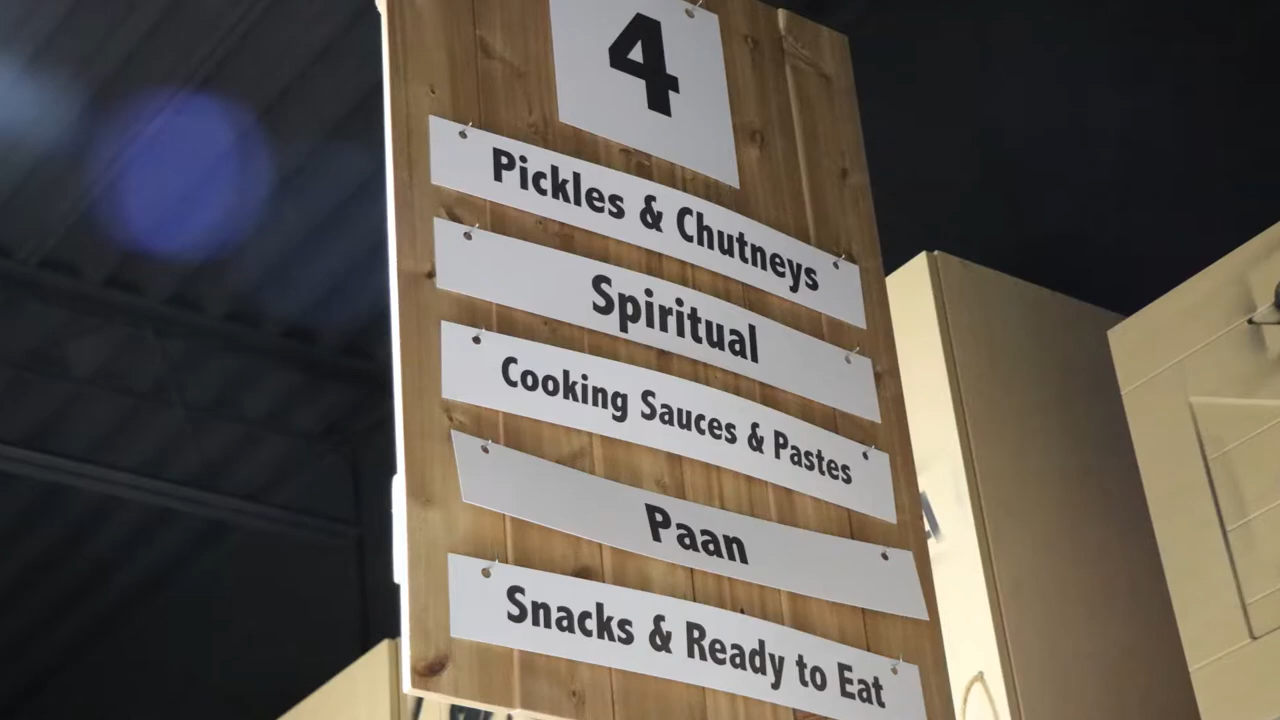 4
Pickles & Chutneys
Spiritual
Cooking Sauces & Pastes
Paan
Snacks & Ready to Eat